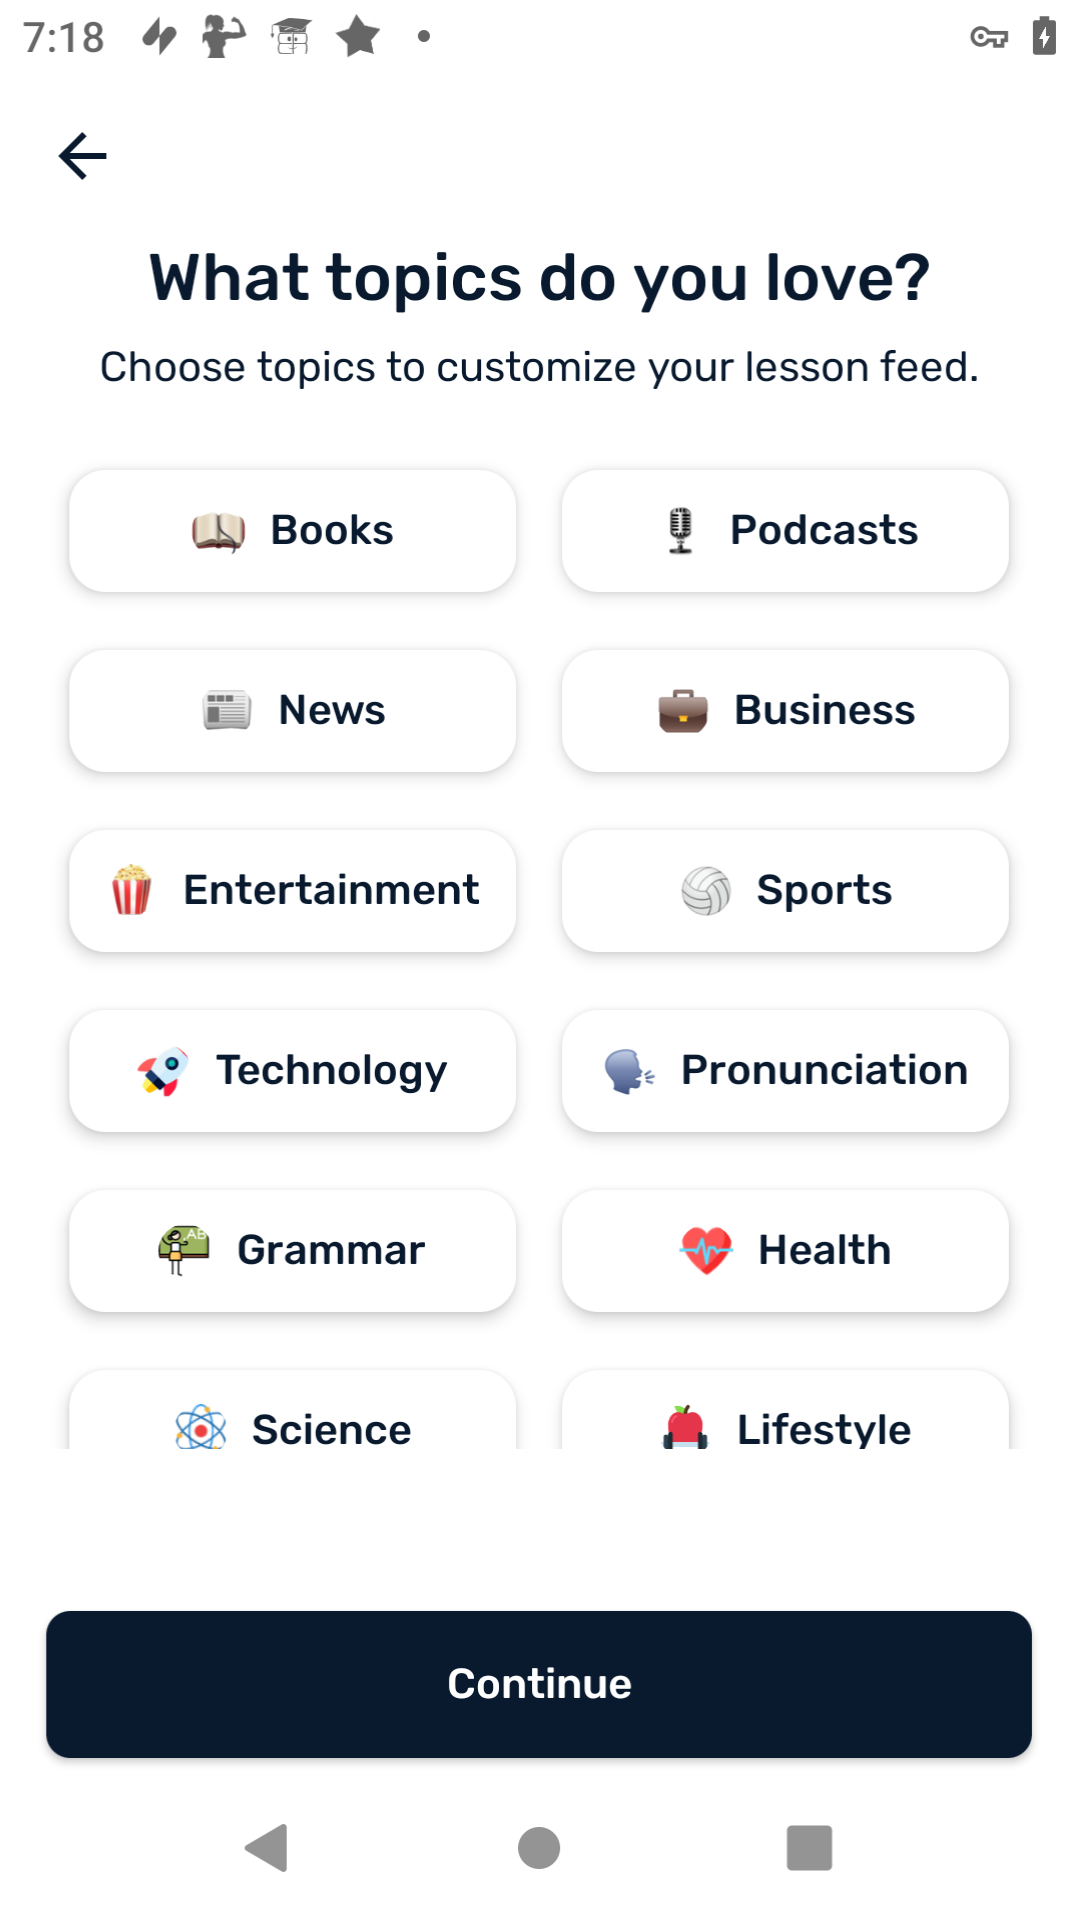 7:18
What topics do you love?
Choose topics to customize your lesson feed.
Books
Podcasts
News
Business
Entertainment
Sports
Technology
Pronunciation
Grammar
Health
Science
Lifestyle
Continue